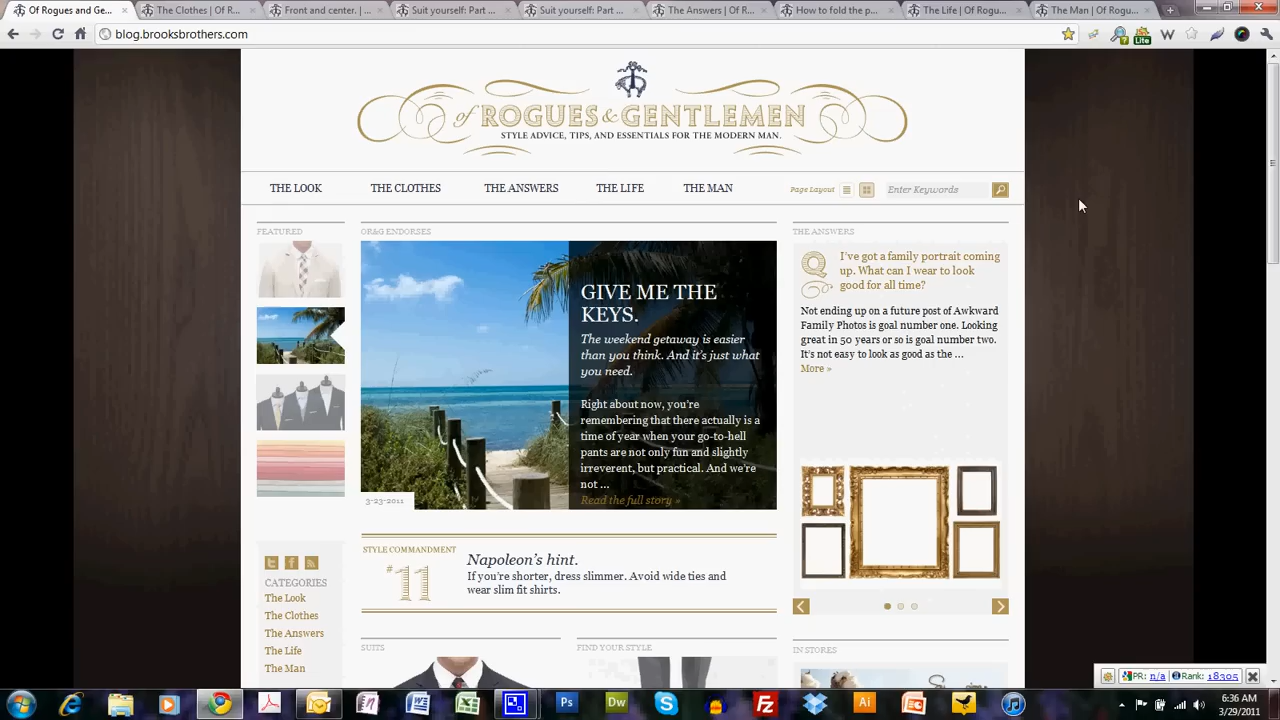 Of Rogues and Ge...
The Clothes | Of R...
Front and center. | ...
Suit yourself: Part ...
Suit yourself: Part ...
The Answers | Of R...
How to fold the p...
The Life | Of Rogu...
The Man | Of Rogu...
blog.brooksbrothers.com
Lite
of ROGUES & GENTLEMEN
STYLE ADVICE, TIPS, AND ESSENTIALS FOR THE MODERN MAN.
THE LOOK
THE CLOTHES
THE ANSWERS
THE LIFE
THE MAN
Page Layout
Enter Keywords
FEATURED
OR&G ENDORSES
THE ANSWERS
GIVE ME THE
KEYS.
The weekend getaway is easier
than you think. And it's just what
you need.
Right about now, you're
remembering that there actually is a
time of year when your go-to-hell
pants are not only fun and slightly
irreverent, but practical. And we're
not ...
Read the full story »
3-23-2011
Q
I've got a family portrait coming
up. What can I wear to look
good for all time?
Not ending up on a future post of Awkward
Family Photos is goal number one. Looking
great in 50 years or so is goal number two.
It's not easy to look as good as the ...
More »
STYLE COMMANDMENT
#11
Napoleon's hint.
If you're shorter, dress slimmer. Avoid wide ties and
wear slim fit shirts.
CATEGORIES
The Look
The Clothes
The Answers
The Life
The Man
SUITS
FIND YOUR STYLE
IN STORES
PR: n/a
Rank: 18305
Ps
Dw
Ai
6:36 AM
3/29/2011